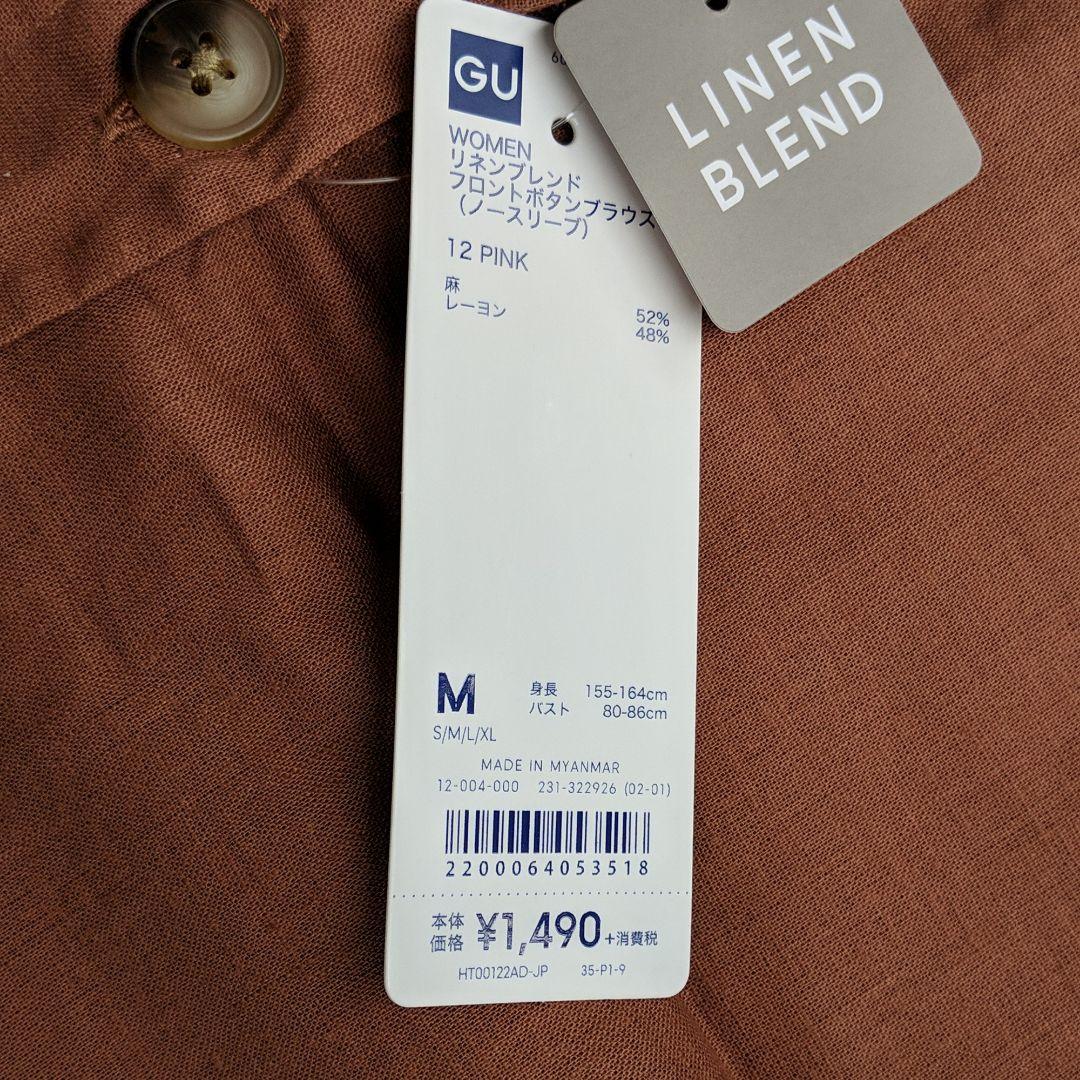 GU
WOMEN
リネンブレンド
フロントボタンブラウス
(ノースリーブ)
12 PINK
麻 52%
レーヨン 48%
M 身長 155-164cm
バスト 80-86cm
S/M/L/XL
MADE IN MYANMAR
12-004-000 231-322926 (02-01)
2200064053518
本体
価格 ¥1,490+消費税
HT00122AD-JP 35-P1-9
LINEN
BLEND